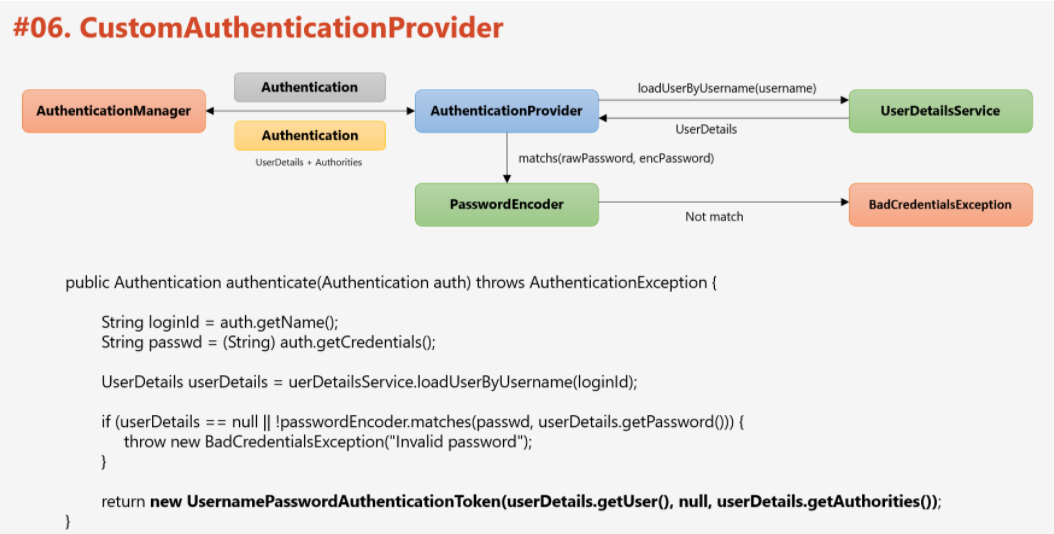 #06. CustomAuthenticationProvider
Authentication
loadUserByUsername(username)
AuthenticationManager
AuthenticationProvider
UserDetailsService
Authentication
UserDetails
UserDetails + Authorities
matchs(rawPassword, encPassword)
PasswordEncoder
BadCredentialsException
Not match
public Authentication authenticate(Authentication auth) throws AuthenticationException {
String loginId = auth.getName();
String passwd = (String) auth.getCredentials();
UserDetails userDetails = uerDetailsService.loadUserByUsername(loginId);
if (userDetails == null || !passwordEncoder.matches(passwd, userDetails.getPassword())) {
throw new BadCredentialsException("Invalid password");
}
return new UsernamePasswordAuthenticationToken(userDetails.getUser(), null, userDetails.getAuthorities());
}